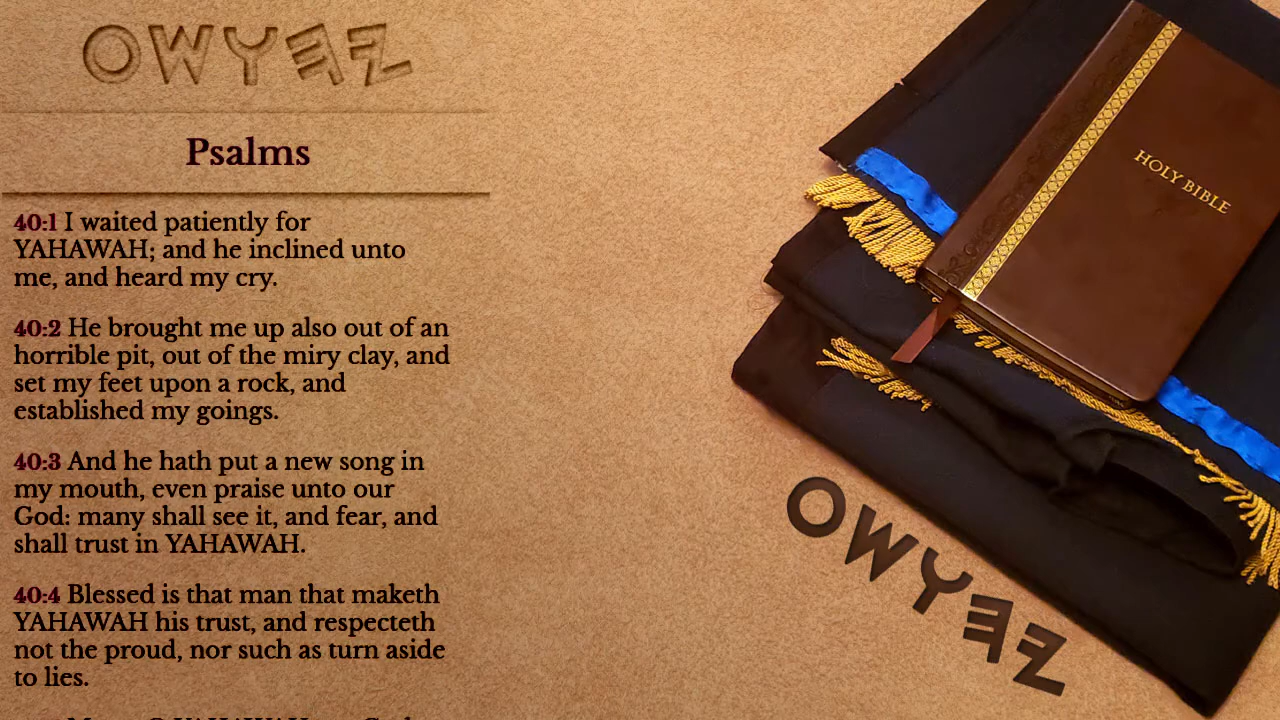 𐤉𐤄𐤅𐤔𐤏
Psalms
40:1 I waited patiently for
YAHAWAH; and he inclined unto
me, and heard my cry.
40:2 He brought me up also out of an
horrible pit, out of the miry clay, and
set my feet upon a rock, and
established my goings.
40:3 And he hath put a new song in
my mouth, even praise unto our
God: many shall see it, and fear, and
shall trust in YAHAWAH.
40:4 Blessed is that man that maketh
YAHAWAH his trust, and respecteth
not the proud, nor such as turn aside
to lies.
HOLY BIBLE
𐤉𐤄𐤅𐤔𐤏